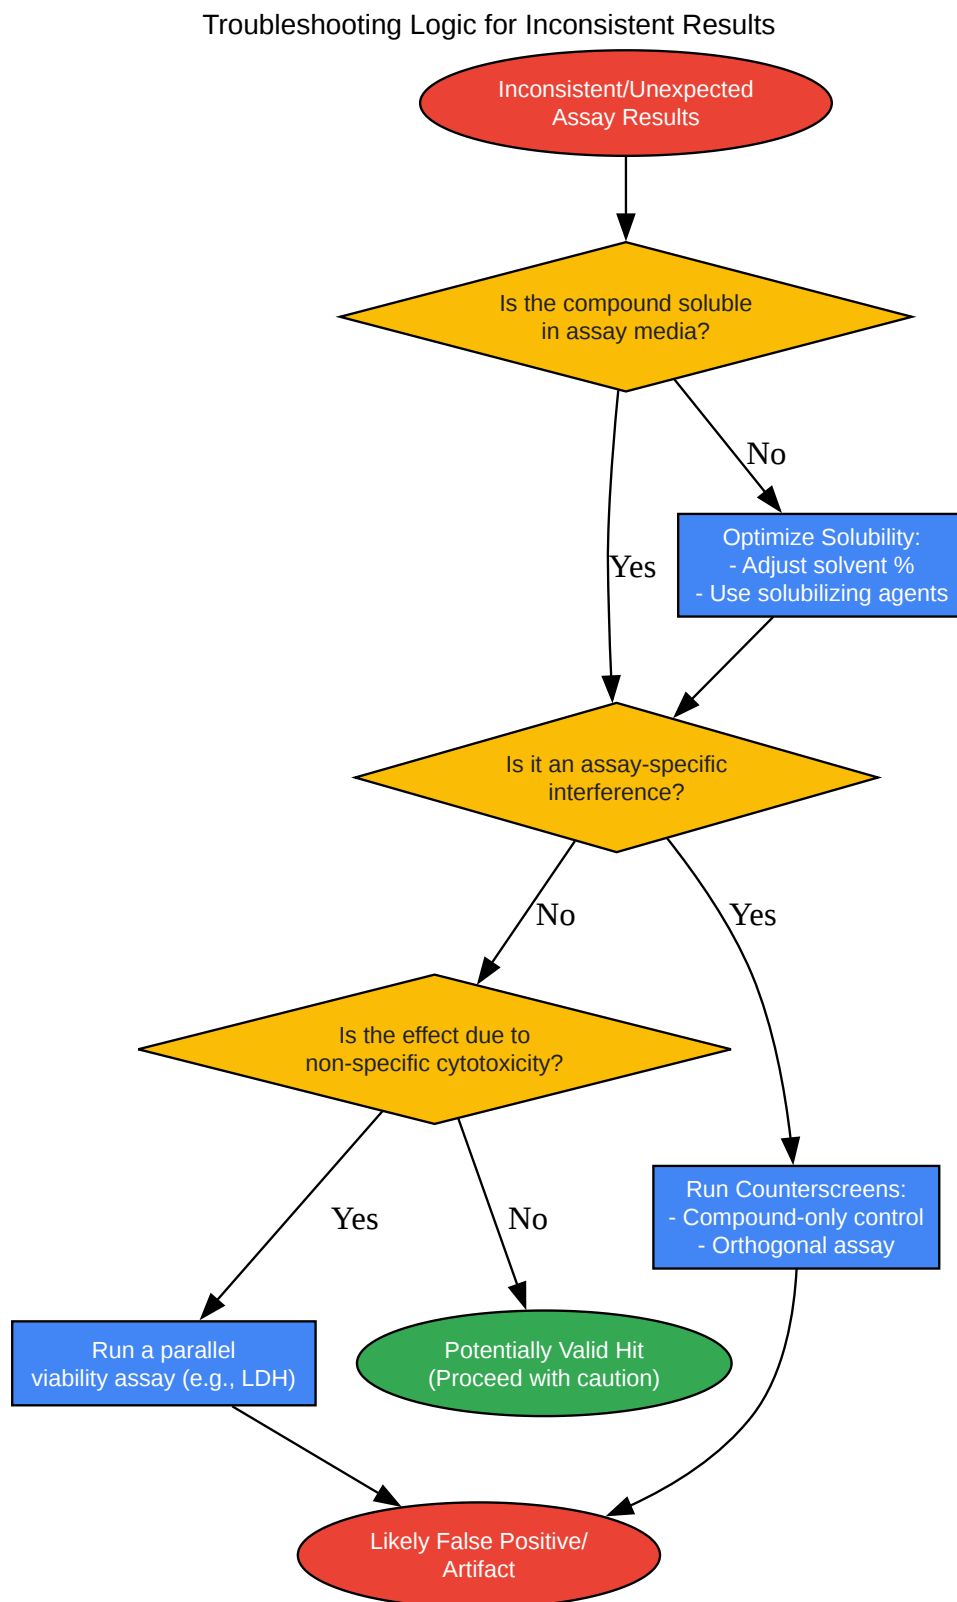 Troubleshooting Logic for Inconsistent Results
Inconsistent/Unexpected
Assay Results
Is the compound soluble
in assay media?
No
Optimize Solubility:
- Adjust solvent %
- Use solubilizing agents
Yes
Is it an assay-specific
interference?
No
Yes
Is the effect due to
non-specific cytotoxicity?
Run Counterscreens:
- Compound-only control
- Orthogonal assay
Yes
No
Run a parallel
viability assay (e.g., LDH)
Potentially Valid Hit
(Proceed with caution)
Likely False Positive/
Artifact